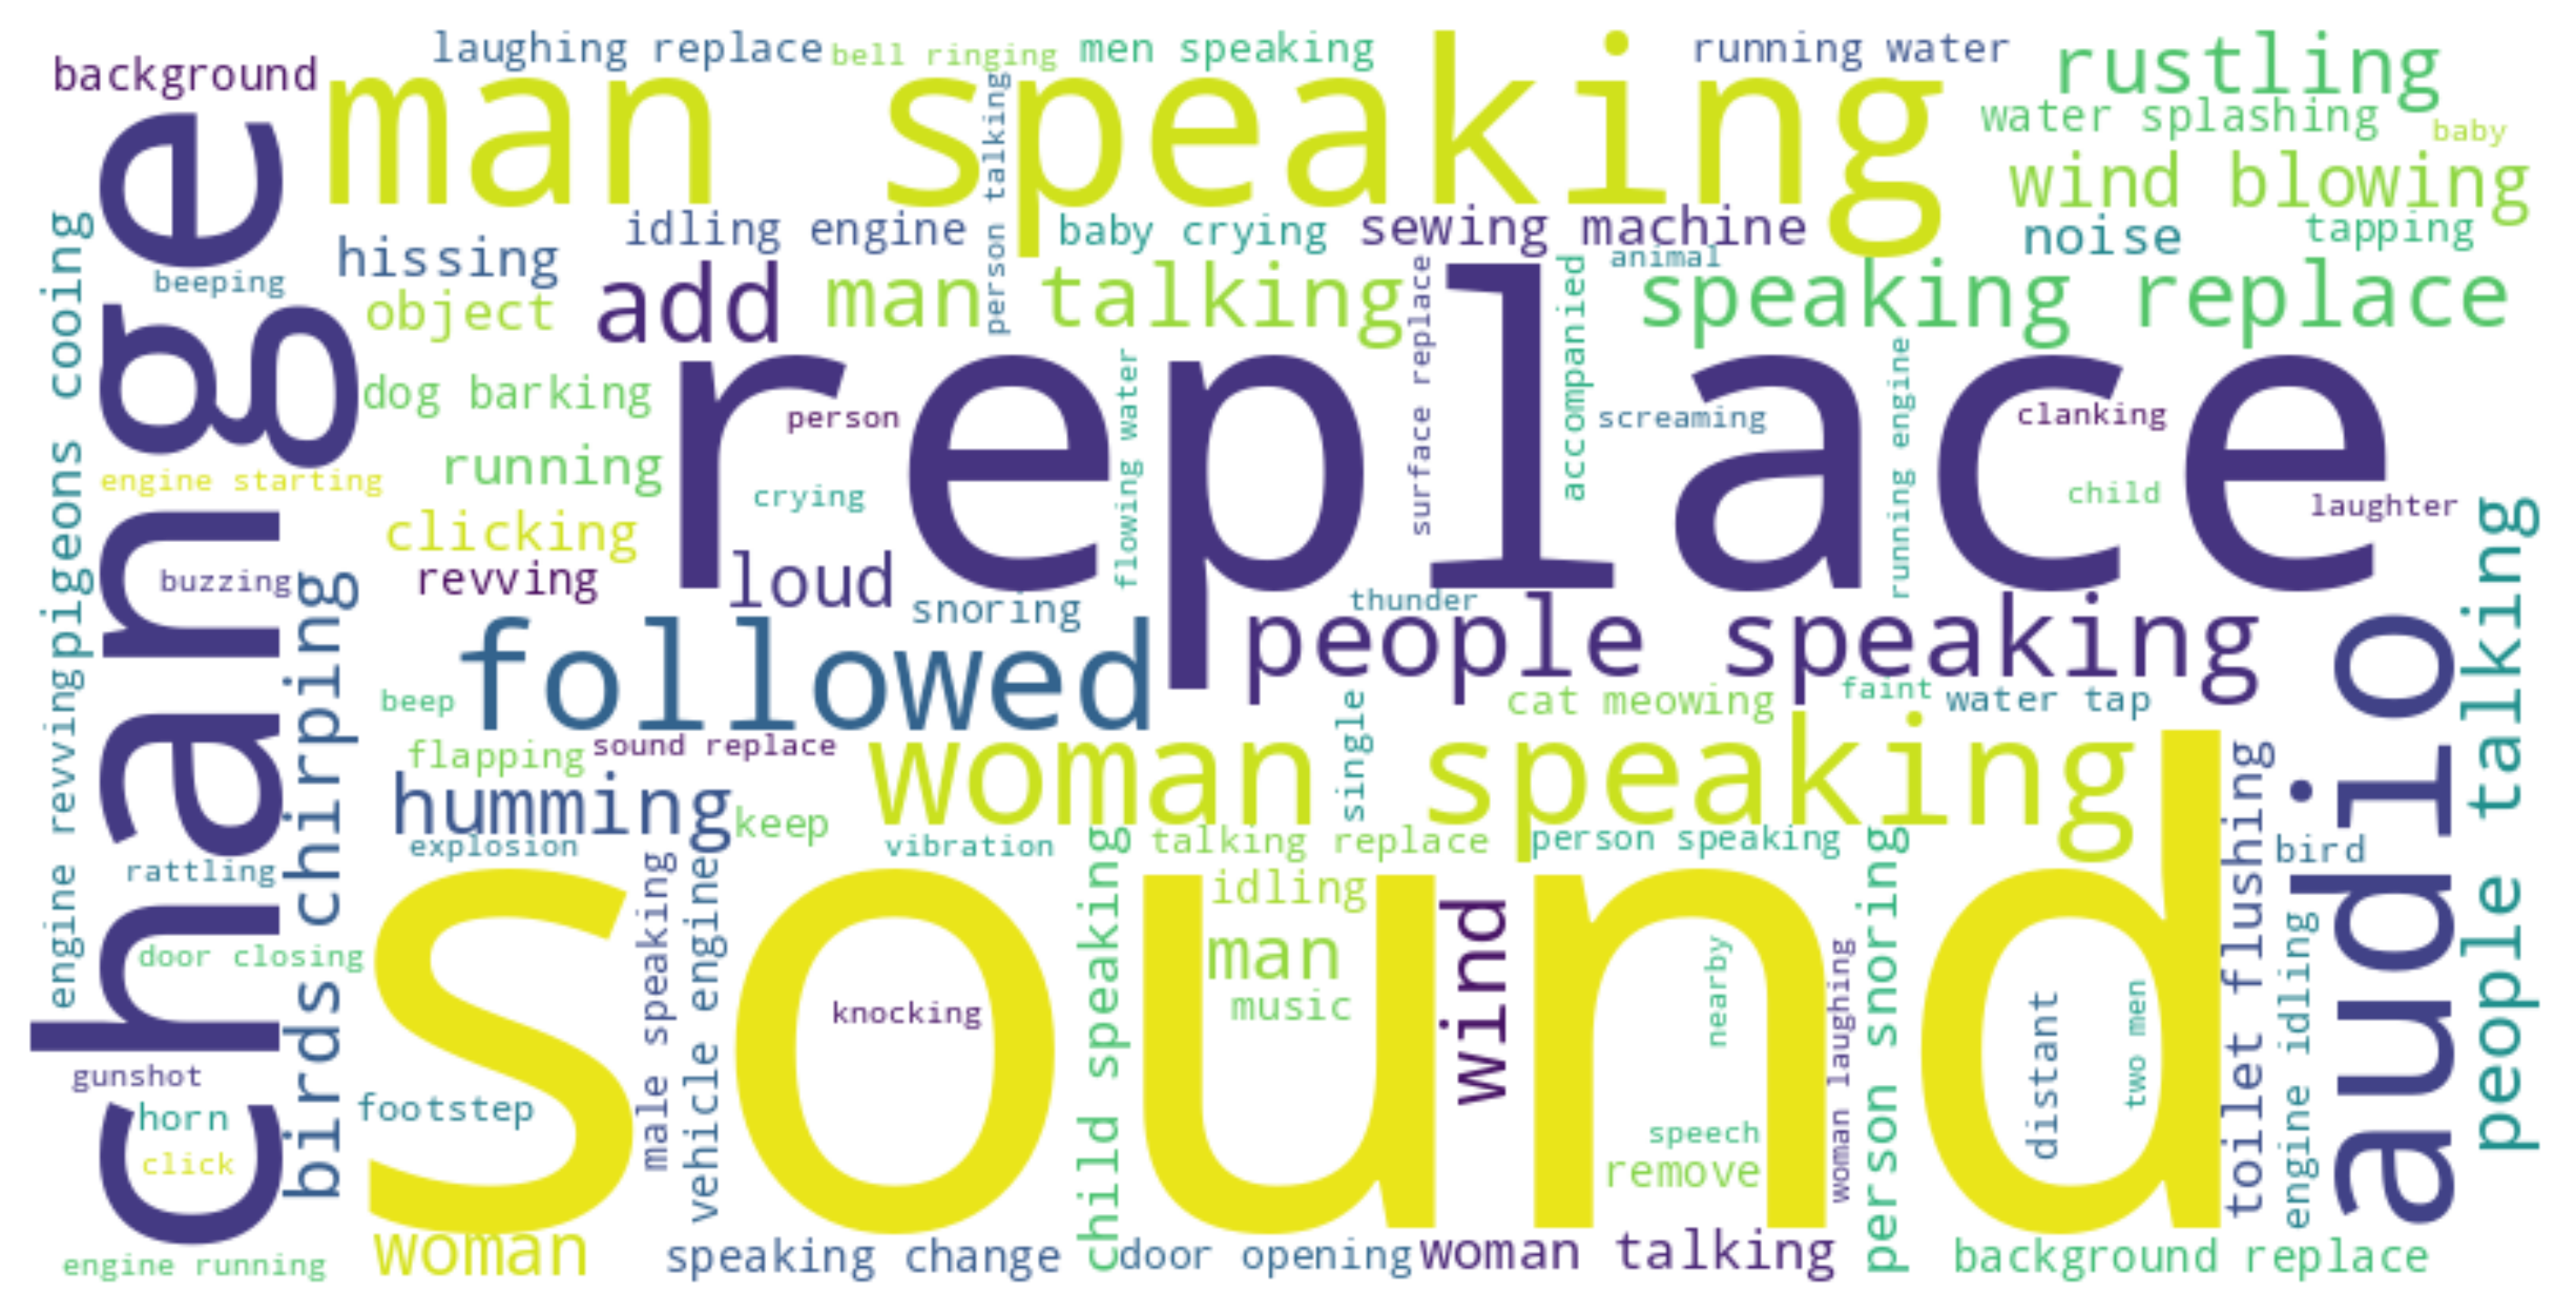 laughing replace
bell ringing
men speaking
running water
rustling
background
man speaking
person talking
water splashing
baby
wind blowing
change
pigeons cooing
hissing
idling engine
baby crying
sewing machine
noise
tapping
beeping
object
add
man talking
surface replace
accompanied
animal
speaking replace
dog barking
replace
person
flowing water
screaming
running engine
clanking
running
crying
child
laughter
engine starting
clicking
people talking
buzzing
revving
loud
snoring
thunder
birds chirping
followed
people speaking
audio
engine revving
beep
single
cat meowing
faint
water tap
flapping
sound replace
woman speaking
humming
keep
toilet flushing
explosion
vibration
talking replace
person speaking
bird
rattling
male speaking
vehicle engine
child speaking
idling
person snoring
engine idling
door closing
sound
man
wind
nearby
woman laughing
distant
two men
knocking
music
gunshot
horn
footstep
speech
click
remove
engine running
woman
speaking change
door opening
woman talking
background replace